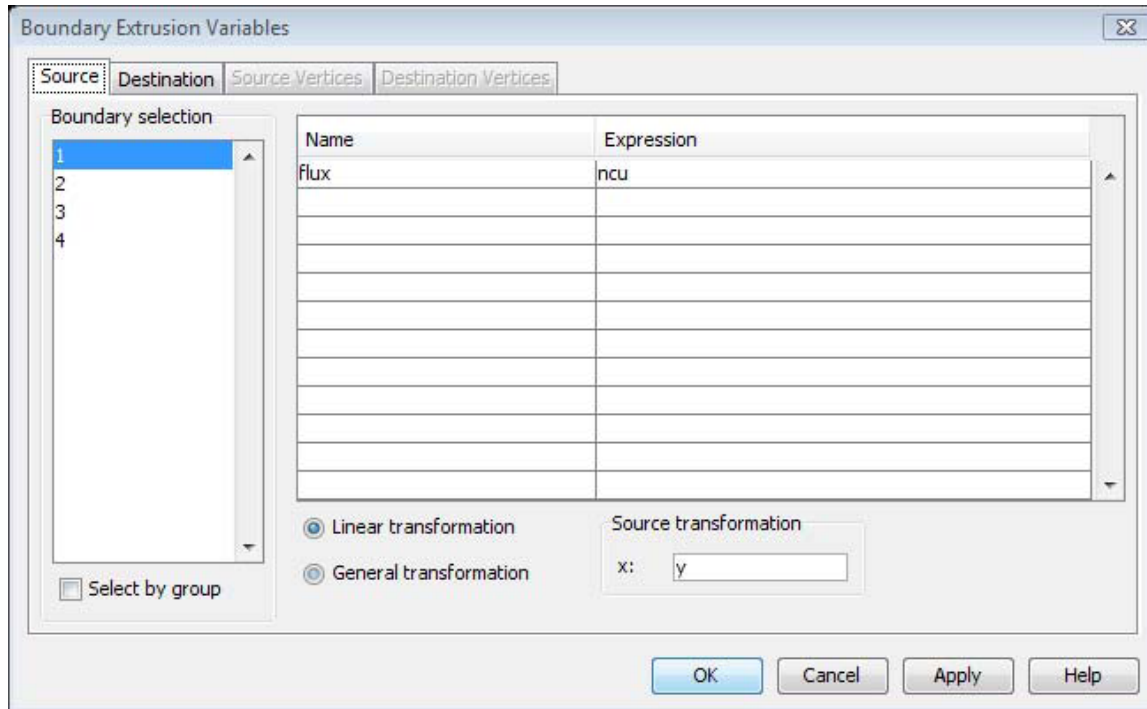 Boundary Extrusion Variables
Source Destination Source Vertices Destination Vertices
Boundary selection
1
2
3
4
Select by group
Name Expression
flux ncu
Linear transformation
General transformation
Source transformation
x: y
OK Cancel Apply Help